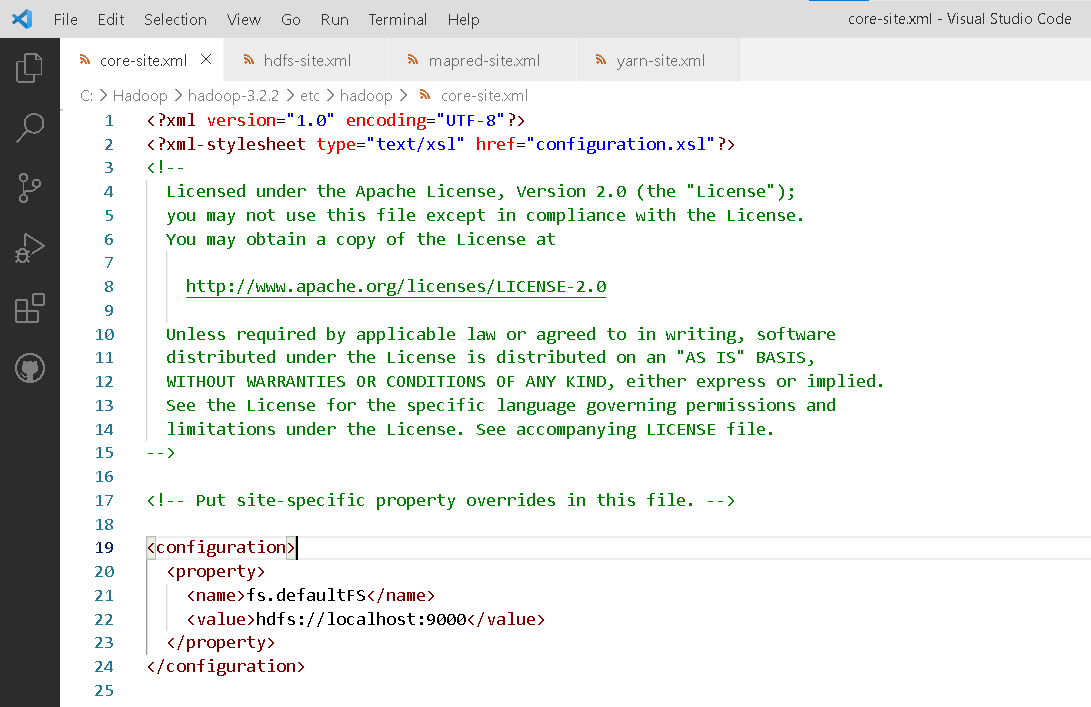 File Edit Selection View Go Run Terminal Help core-site.xml - Visual Studio Code
core-site.xml × hdfs-site.xml mapred-site.xml yarn-site.xml
C: > Hadoop > hadoop-3.2.2 > etc > hadoop > core-site.xml
1 <?xml version="1.0" encoding="UTF-8"?>
2 <?xml-stylesheet type="text/xsl" href="configuration.xsl"?>
3 <!--
4 Licensed under the Apache License, Version 2.0 (the "License");
5 you may not use this file except in compliance with the License.
6 You may obtain a copy of the License at
7
8 http://www.apache.org/licenses/LICENSE-2.0
9
10 Unless required by applicable law or agreed to in writing, software
11 distributed under the License is distributed on an "AS IS" BASIS,
12 WITHOUT WARRANTIES OR CONDITIONS OF ANY KIND, either express or implied.
13 See the License for the specific language governing permissions and
14 limitations under the License. See accompanying LICENSE file.
15 -->
16
17 <!-- Put site-specific property overrides in this file. -->
18
19 <configuration>
20 <property>
21 <name>fs.defaultFS</name>
22 <value>hdfs://localhost:9000</value>
23 </property>
24 </configuration>
25